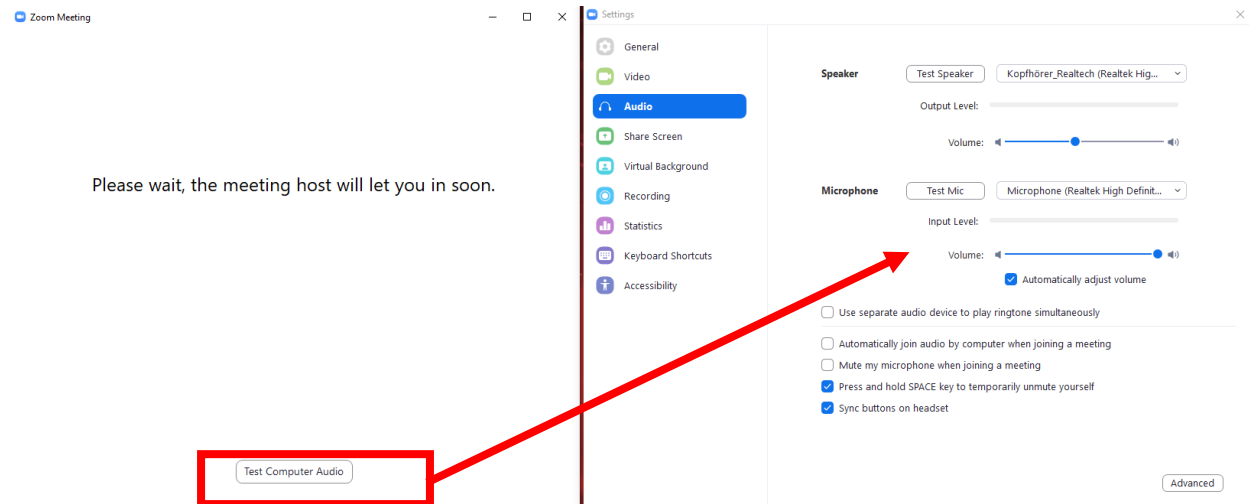 Zoom Meeting
Please wait, the meeting host will let you in soon.
Test Computer Audio
Settings
General
Video
Audio
Share Screen
Virtual Background
Recording
Statistics
Keyboard Shortcuts
Accessibility
Speaker Test Speaker Kopfhörer_Realtech (Realtek Hig...
Output Level:
Volume:
Microphone Test Mic Microphone (Realtek High Definit...
Input Level:
Volume:
Automatically adjust volume
Use separate audio device to play ringtone simultaneously
Automatically join audio by computer when joining a meeting
Mute my microphone when joining a meeting
Press and hold SPACE key to temporarily unmute yourself
Sync buttons on headset
Advanced